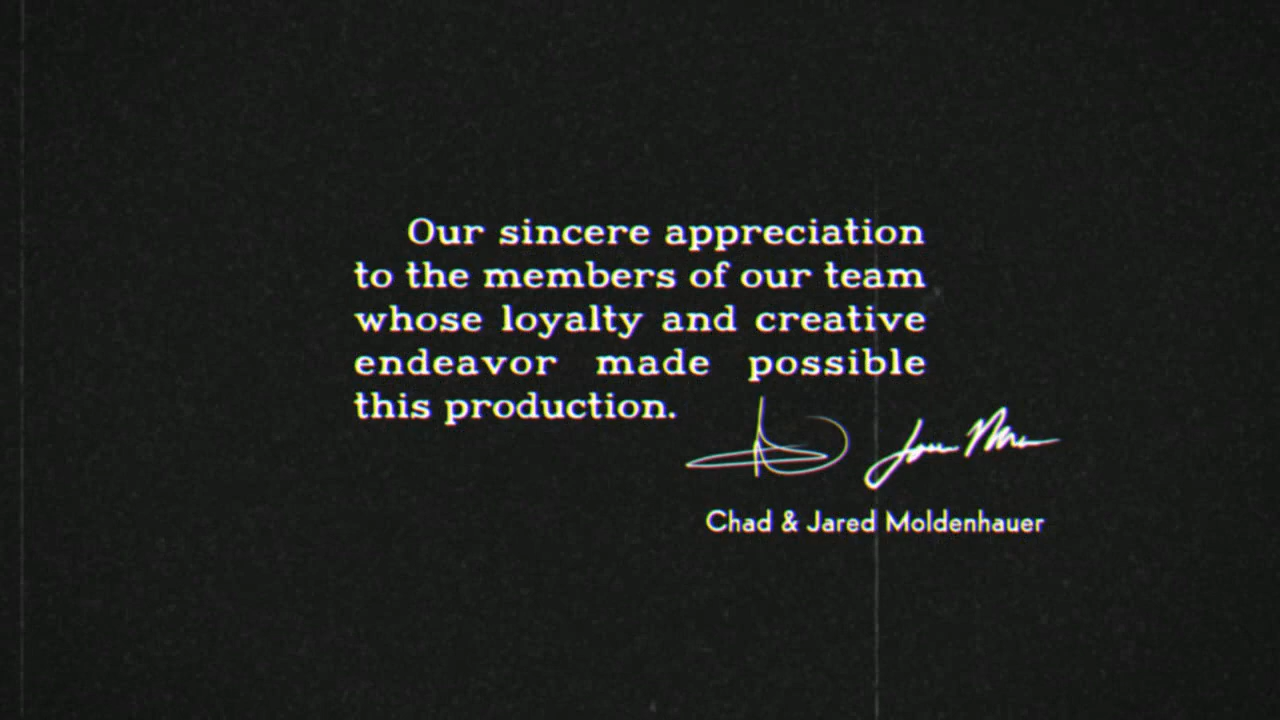 Our sincere appreciation
to the members of our team
whose loyalty and creative
endeavor made possible
this production.
Chad & Jared Moldenhauer